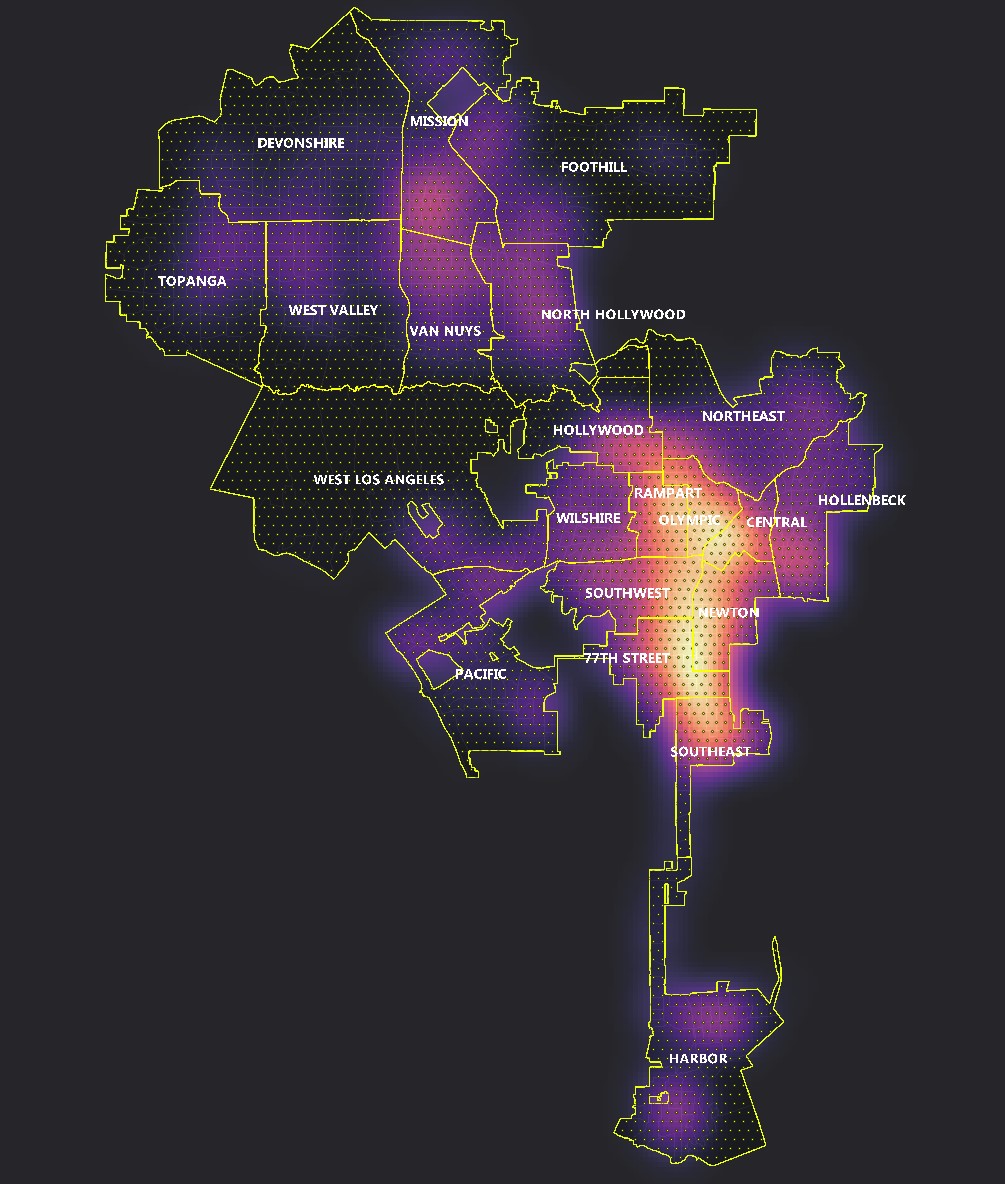 MISSION
DEVONSHIRE
FOOTHILL
TOPANGA
WEST VALLEY
NORTH HOLLYWOOD
VAN NUYS
NORTHEAST
HOLLYWOOD
WEST LOS ANGELES
RAMPART
HOLLENBECK
WILSHIRE
OLYMPIC
CENTRAL
SOUTHWEST
NEWTON
77TH STREET
PACIFIC
SOUTHEAST
HARBOR